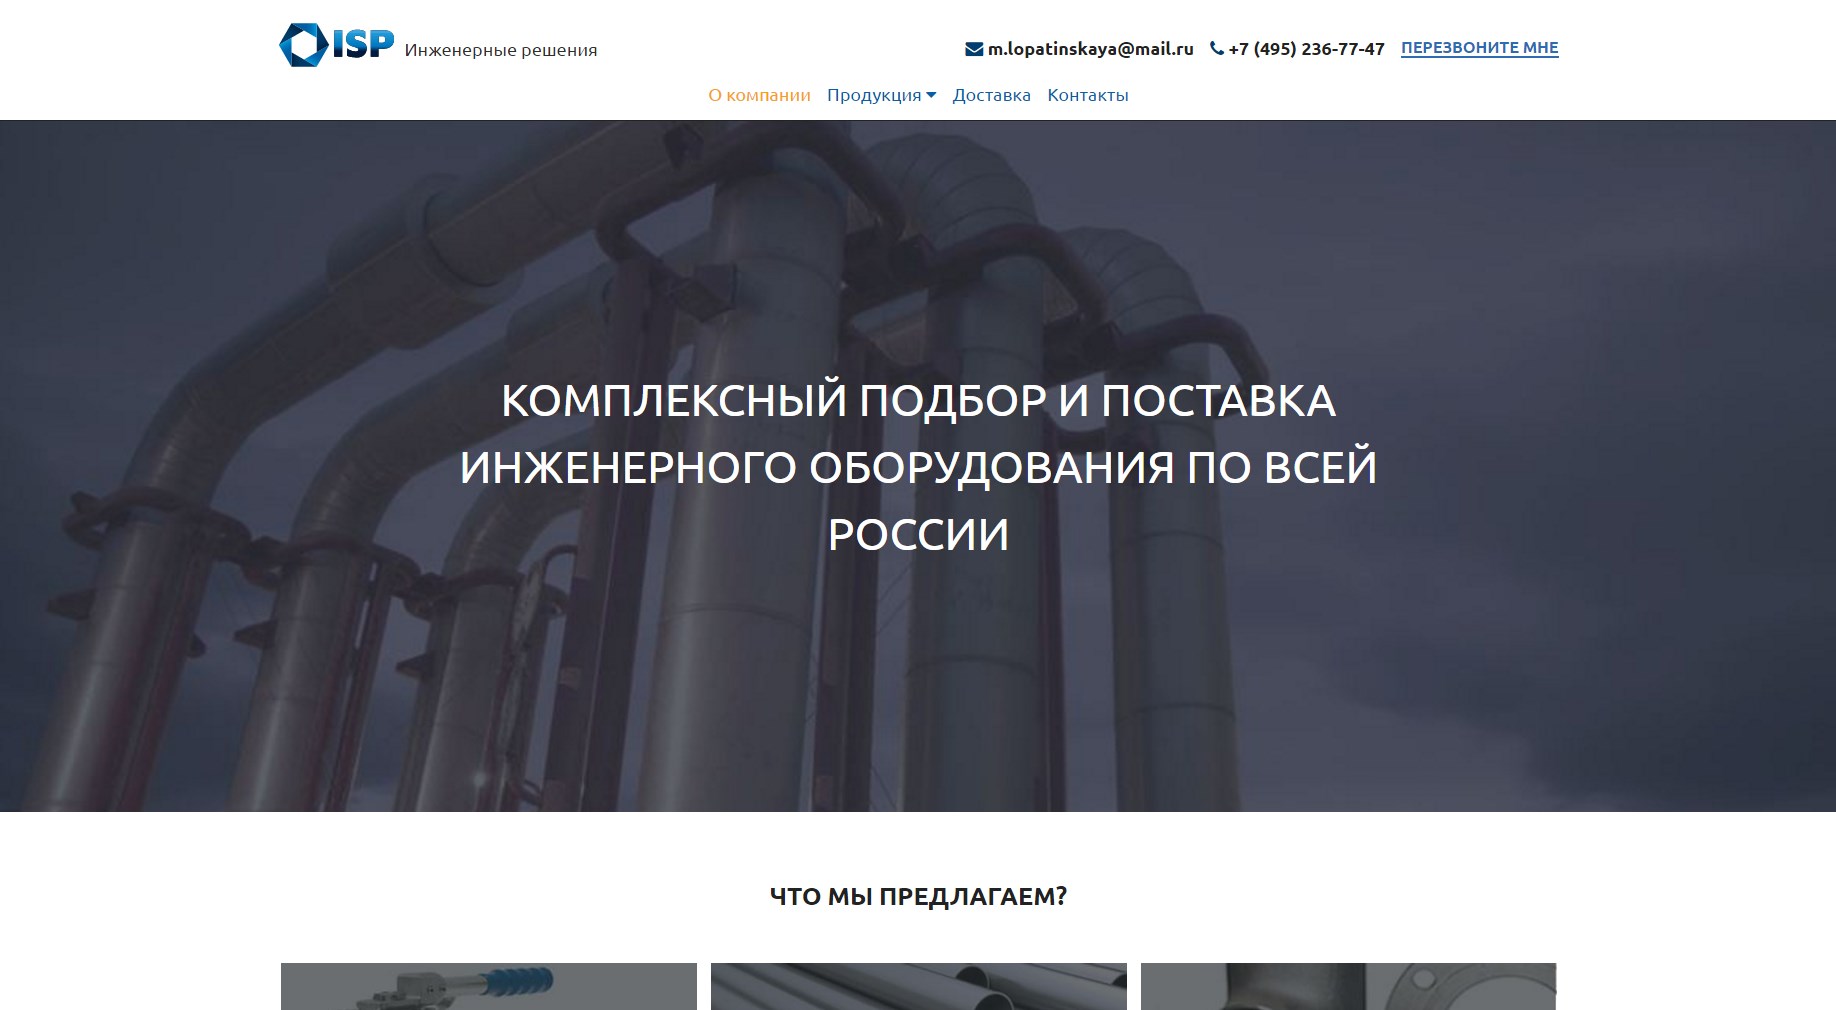 ISP Инженерные решения
m.lopatinskaya@mail.ru +7 (495) 236-77-47 ПЕРЕЗВОНИТЕ МНЕ
О компании Продукция Доставка Контакты
КОМПЛЕКСНЫЙ ПОДБОР И ПОСТАВКА
ИНЖЕНЕРНОГО ОБОРУДОВАНИЯ ПО ВСЕЙ
РОССИИ
ЧТО МЫ ПРЕДЛАГАЕМ?